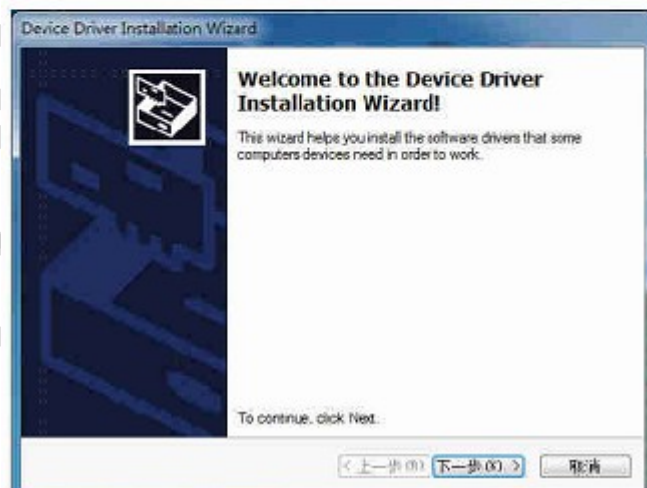 Device Driver Installation Wizard
Welcome to the Device Driver
Installation Wizard!
This wizard helps you install the software drivers that some
computers devices need in order to work.
To continue, click Next.
< 上一步(B) 下一步(N) > 取消